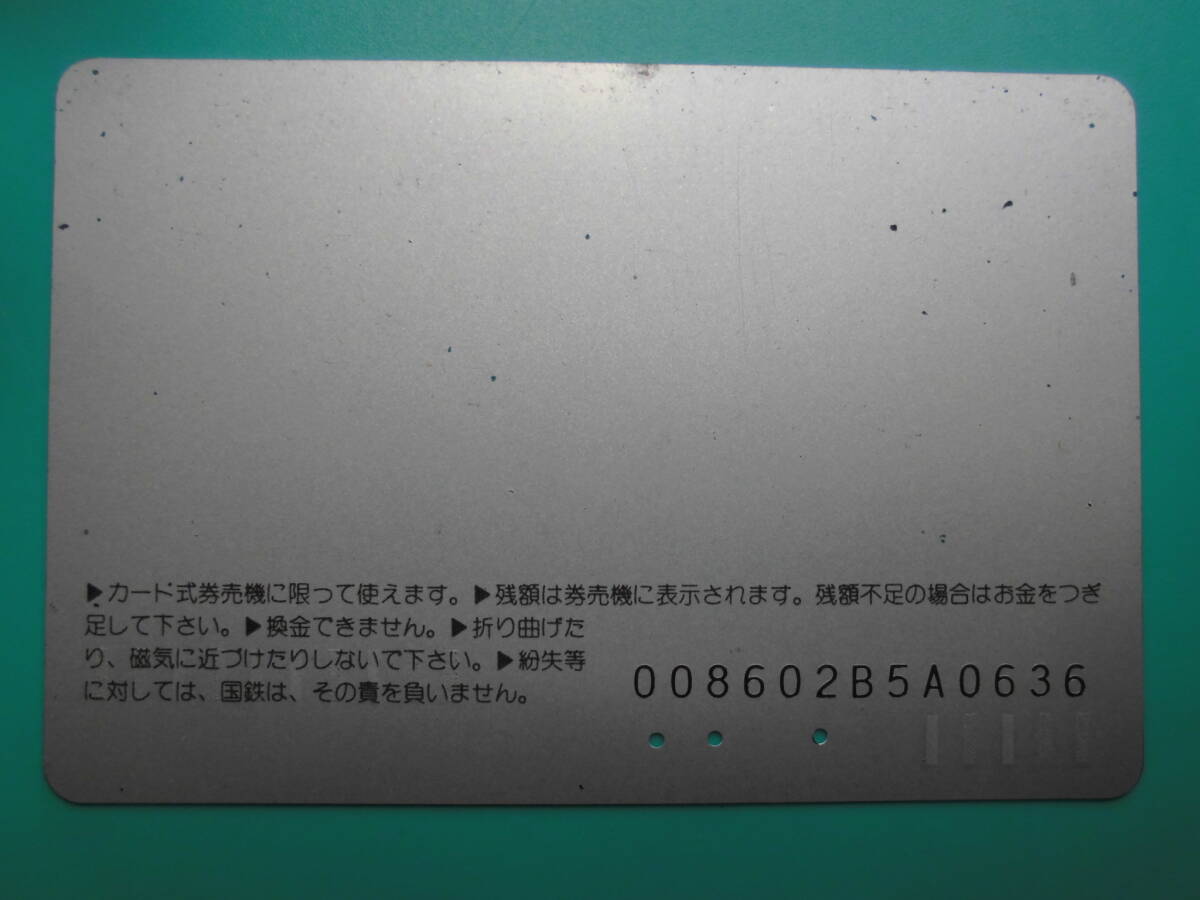 ▶カード式券売機に限って使えます。▶残額は券売機に表示されます。残額不足の場合はお金をつぎ
足して下さい。▶換金できません。▶折り曲げた
り、磁気に近づけたりしないで下さい。▶紛失等
に対しては、国鉄は、その責を負いません。
008602B5A0636